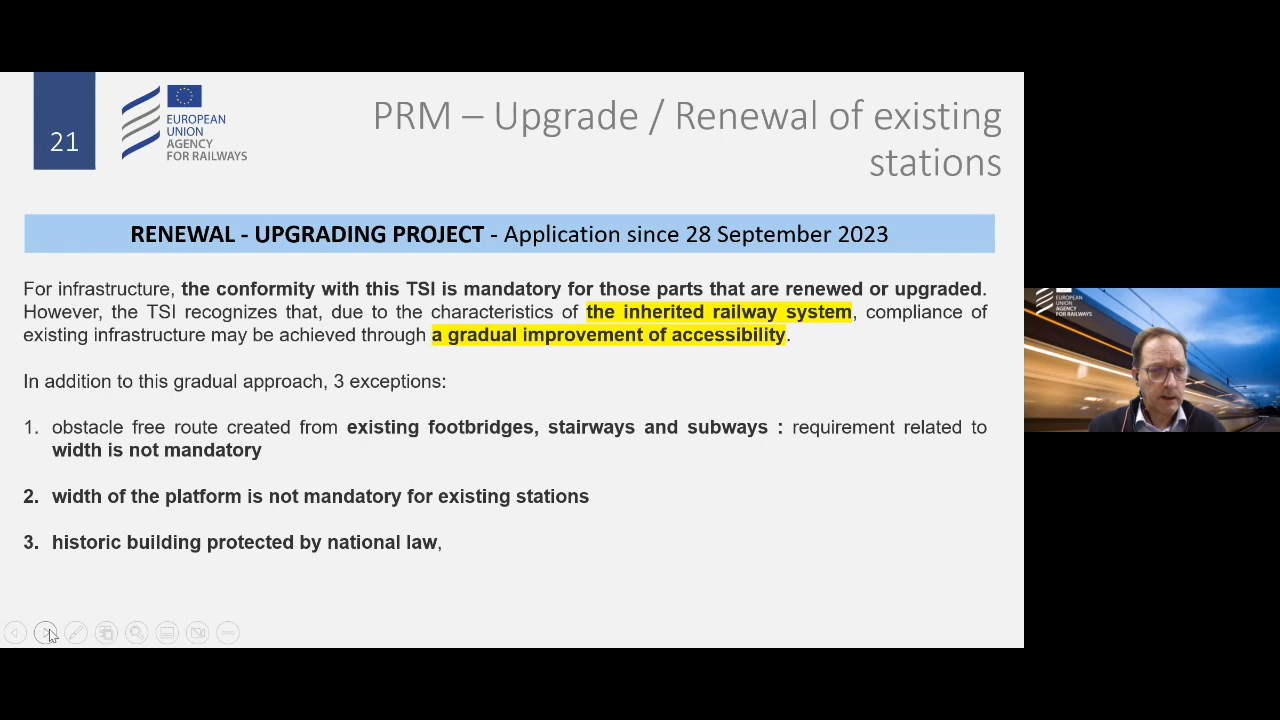 21
EUROPEAN
UNION
AGENCY
FOR RAILWAYS
PRM – Upgrade / Renewal of existing
stations
RENEWAL - UPGRADING PROJECT - Application since 28 September 2023
For infrastructure, the conformity with this TSI is mandatory for those parts that are renewed or upgraded.
However, the TSI recognizes that, due to the characteristics of the inherited railway system, compliance of
existing infrastructure may be achieved through a gradual improvement of accessibility.
In addition to this gradual approach, 3 exceptions:
1. obstacle free route created from existing footbridges, stairways and subways : requirement related to
width is not mandatory
2. width of the platform is not mandatory for existing stations
3. historic building protected by national law,
EUROPEAN
UNION
AGENCY
FOR RAILWAYS